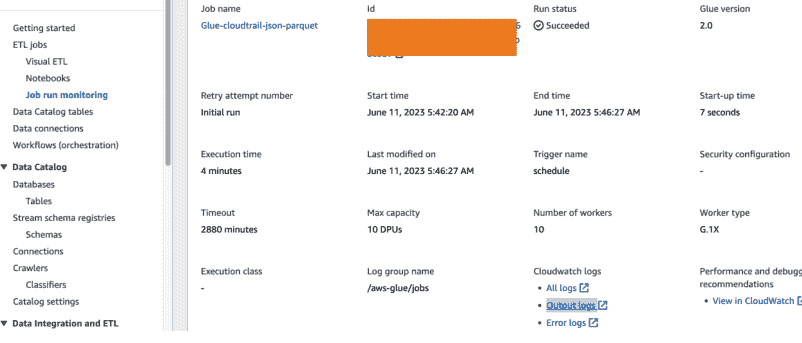 Getting started
ETL jobs
Visual ETL
Notebooks
Job run monitoring
Data Catalog tables
Data connections
Workflows (orchestration)
Data Catalog
Databases
Tables
Stream schema registries
Schemas
Connections
Crawlers
Classifiers
Catalog settings
Data Integration and ETL
Job name
Glue-cloudtrail-json-parquet
Id
Run status
Succeeded
Glue version
2.0
Retry attempt number
Initial run
Start time
June 11, 2023 5:42:20 AM
End time
June 11, 2023 5:46:27 AM
Start-up time
7 seconds
Execution time
4 minutes
Last modified on
June 11, 2023 5:46:27 AM
Trigger name
schedule
Security configuration
-
Timeout
2880 minutes
Max capacity
10 DPUs
Number of workers
10
Worker type
G.1X
Execution class
-
Log group name
/aws-glue/jobs
Cloudwatch logs
• All logs
• Output logs
• Error logs
Performance and debugg
recommendations
• View in CloudWatch